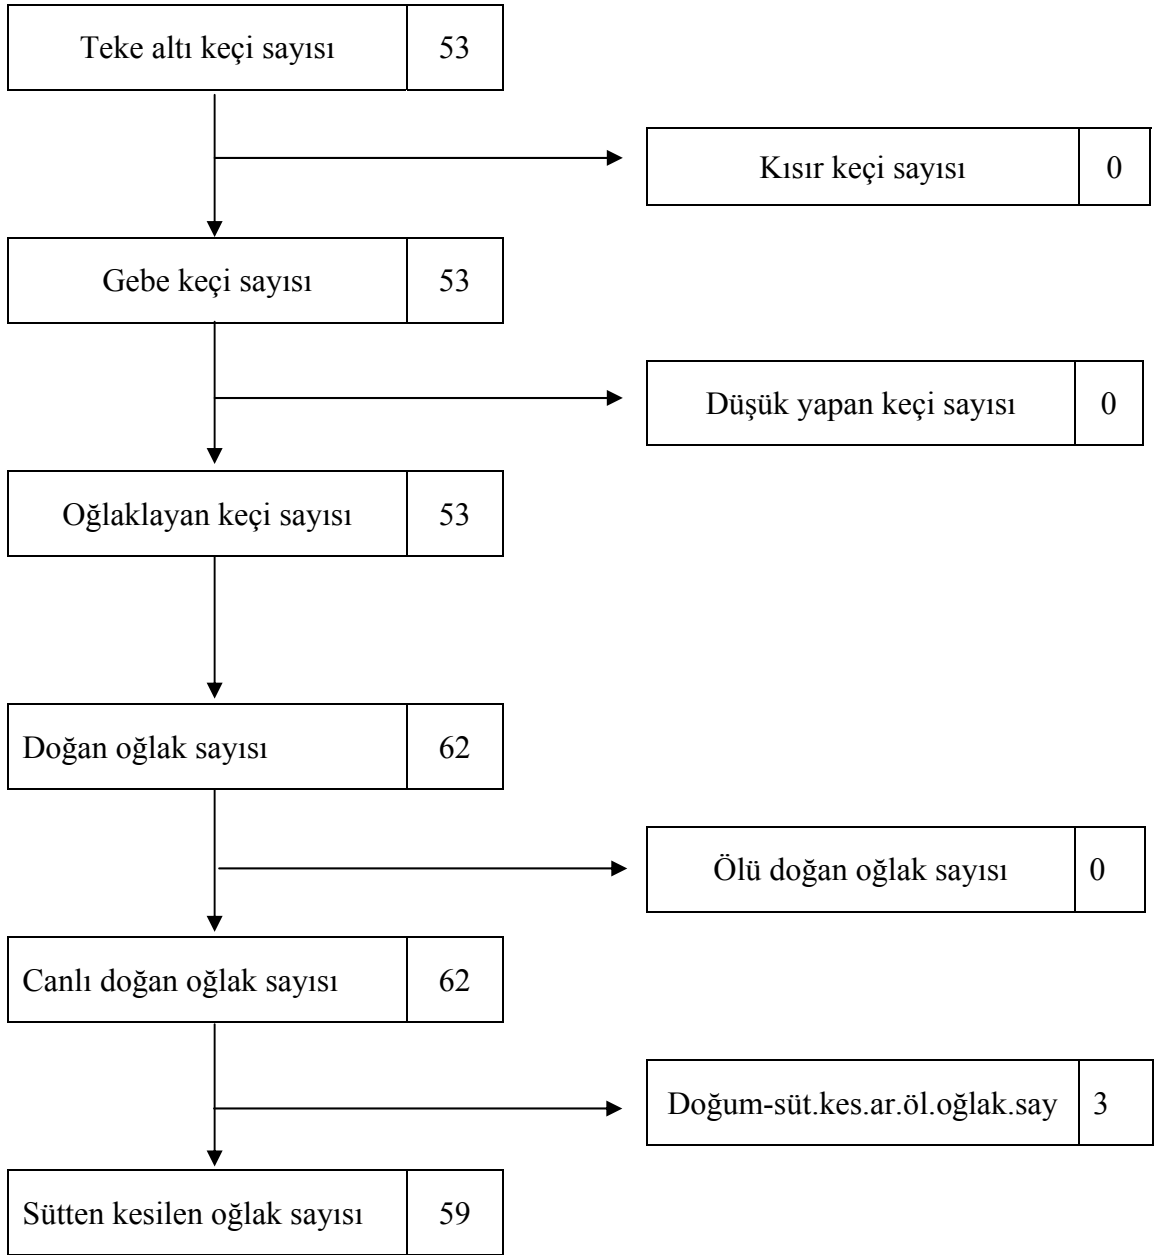 Teke altı keçi sayısı 53
Kısır keçi sayısı 0
Gebe keçi sayısı 53
Düşük yapan keçi sayısı 0
Oğlaklayan keçi sayısı 53
Doğan oğlak sayısı 62
Ölü doğan oğlak sayısı 0
Canlı doğan oğlak sayısı 62
Doğum-süt.kes.ar.öl.oğlak.say 3
Sütten kesilen oğlak sayısı 59